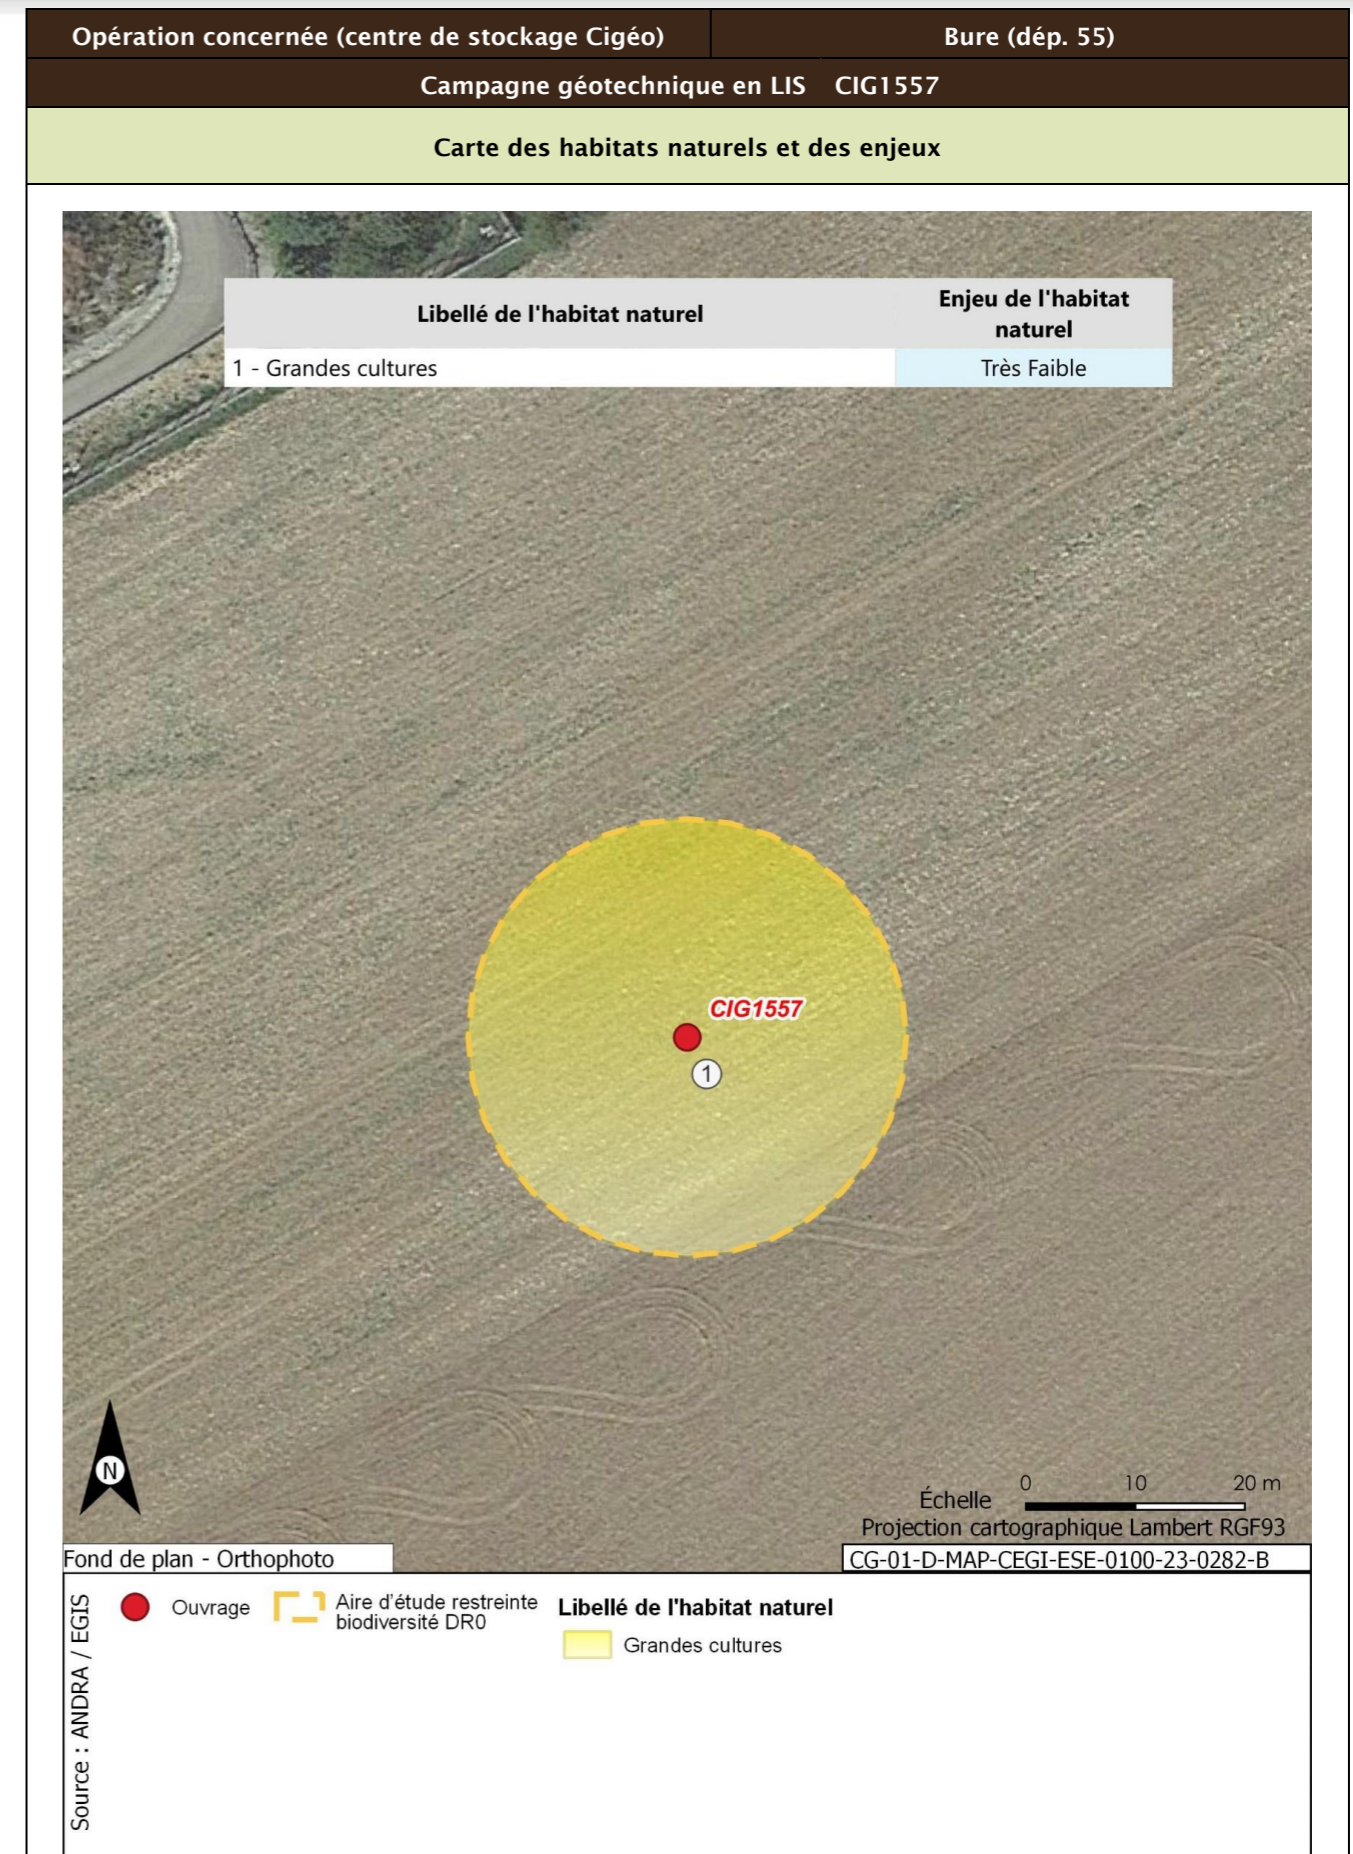 Opération concernée (centre de stockage Cigéo)
Bure (dép. 55)
Campagne géotechnique en LIS CIG1557
Carte des habitats naturels et des enjeux
Libellé de l'habitat naturel
Enjeu de l'habitat
naturel
1 - Grandes cultures
Très Faible
CIG1557
1
N
0 10 20 m
Échelle
Projection cartographique Lambert RGF93
Fond de plan - Orthophoto
CG-01-D-MAP-CEGI-ESE-0100-23-0282-B
Source : ANDRA / EGIS
Ouvrage
Aire d'étude restreinte
biodiversité DR0
Libellé de l'habitat naturel
Grandes cultures